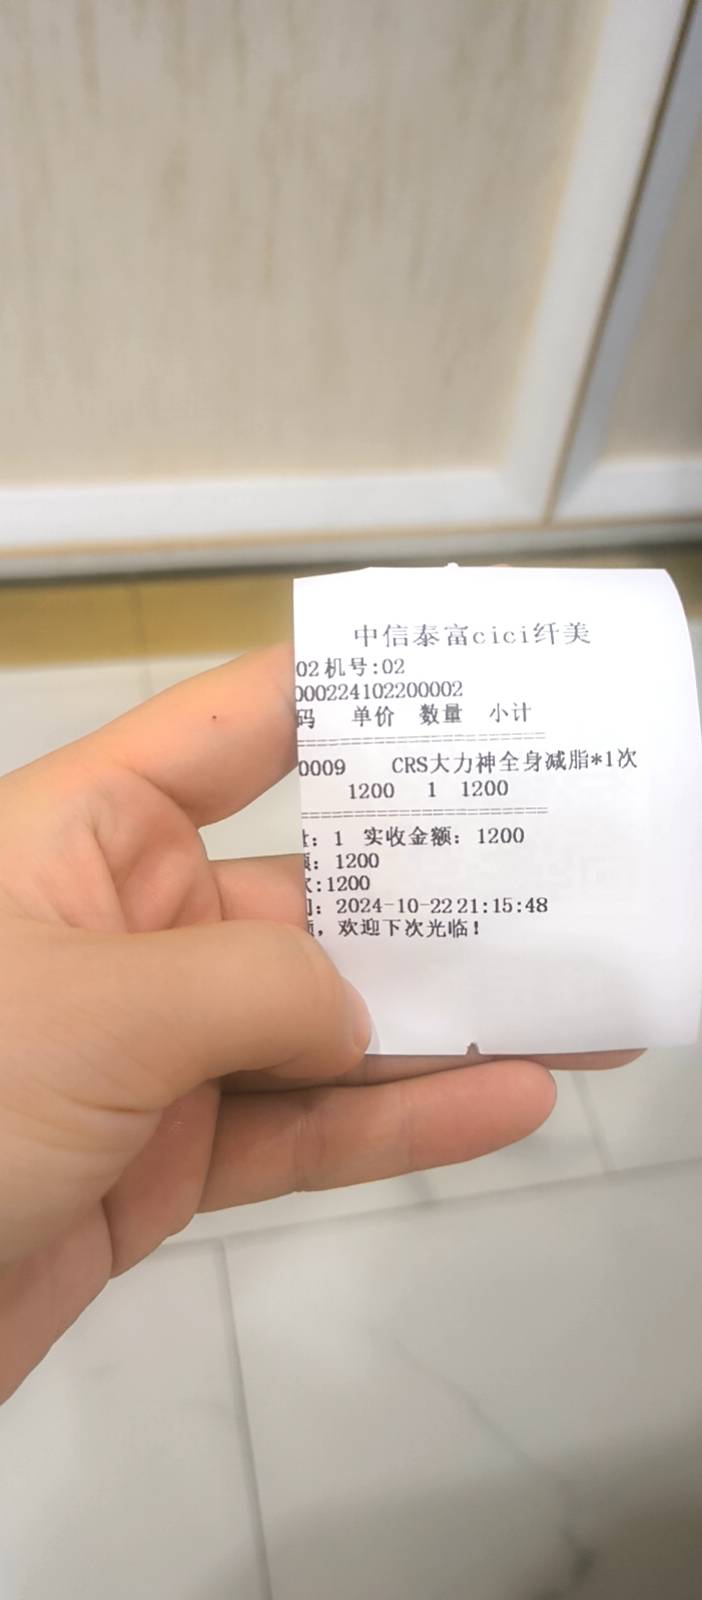 中信泰富cici纤美
02 机号:02
000224102200002
码 单价 数量 小计
0009 CRS大力神全身减脂*1次
1200 1 1200
: 1 实收金额: 1200
: 1200
:1200
: 2024-10-22 21:15:48
, 欢迎下次光临!